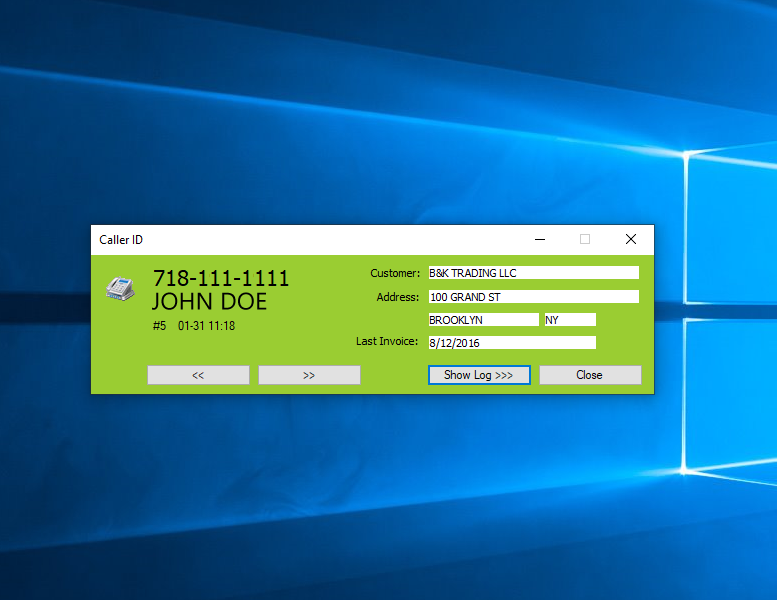 Caller ID
718-111-1111
JOHN DOE
#5 01-31 11:18
Customer: B&K TRADING LLC
Address: 100 GRAND ST
BROOKLYN NY
Last Invoice: 8/12/2016
<< >> Show Log >>> Close